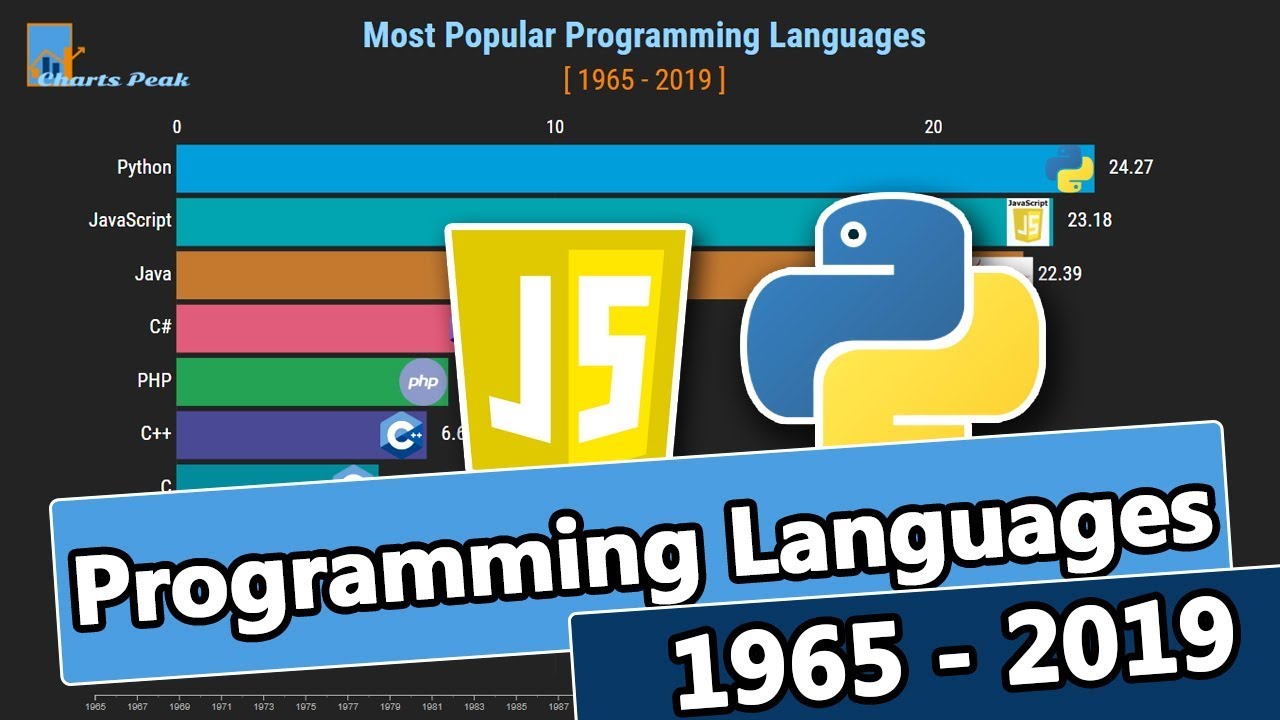 Charts Peak
Most Popular Programming Languages
[ 1965 - 2019 ]
0 10 20
Python 24.27
JavaScript JavaScript JS 23.18
Java 22.39
C#
PHP php
C++ C++ 6.6
C
JS
Programming Languages
1965 - 2019
1965 1967 1969 1971 1973 1975 1977 1979 1981 1983 1985 1987